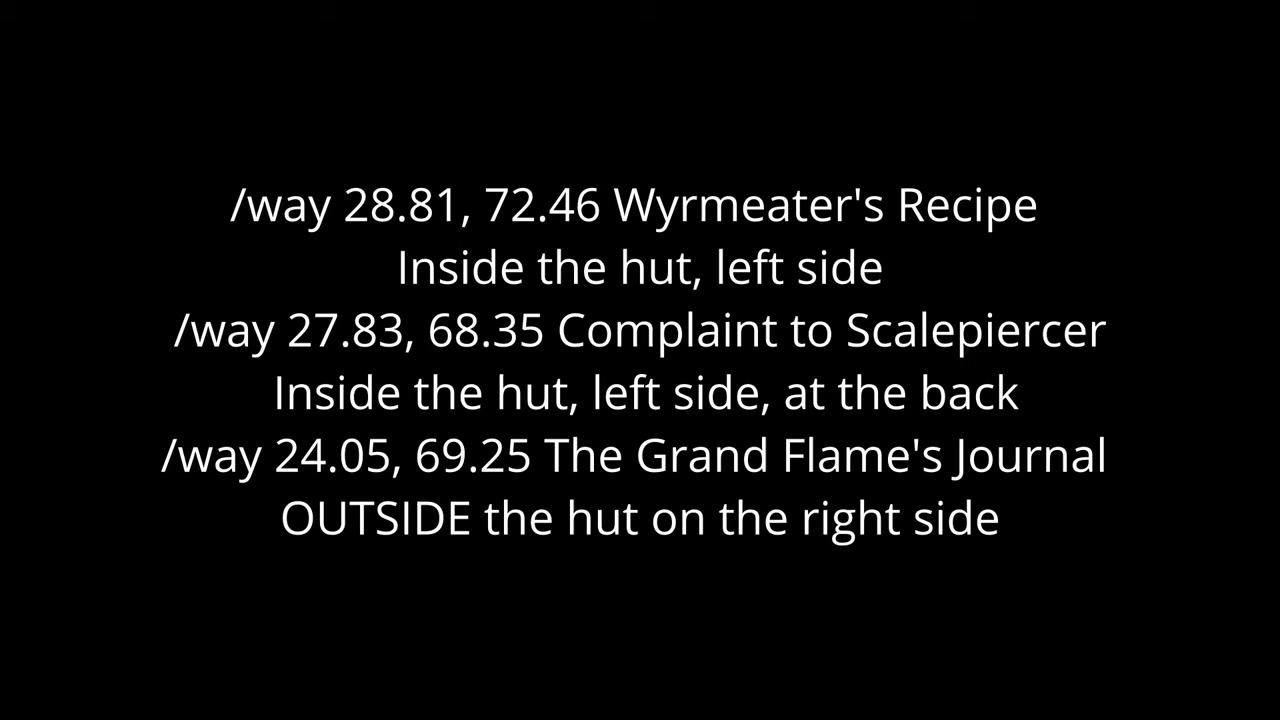 /way 28.81, 72.46 Wyrmeater's Recipe
Inside the hut, left side
/way 27.83, 68.35 Complaint to Scalepiercer
Inside the hut, left side, at the back
/way 24.05, 69.25 The Grand Flame's Journal
OUTSIDE the hut on the right side